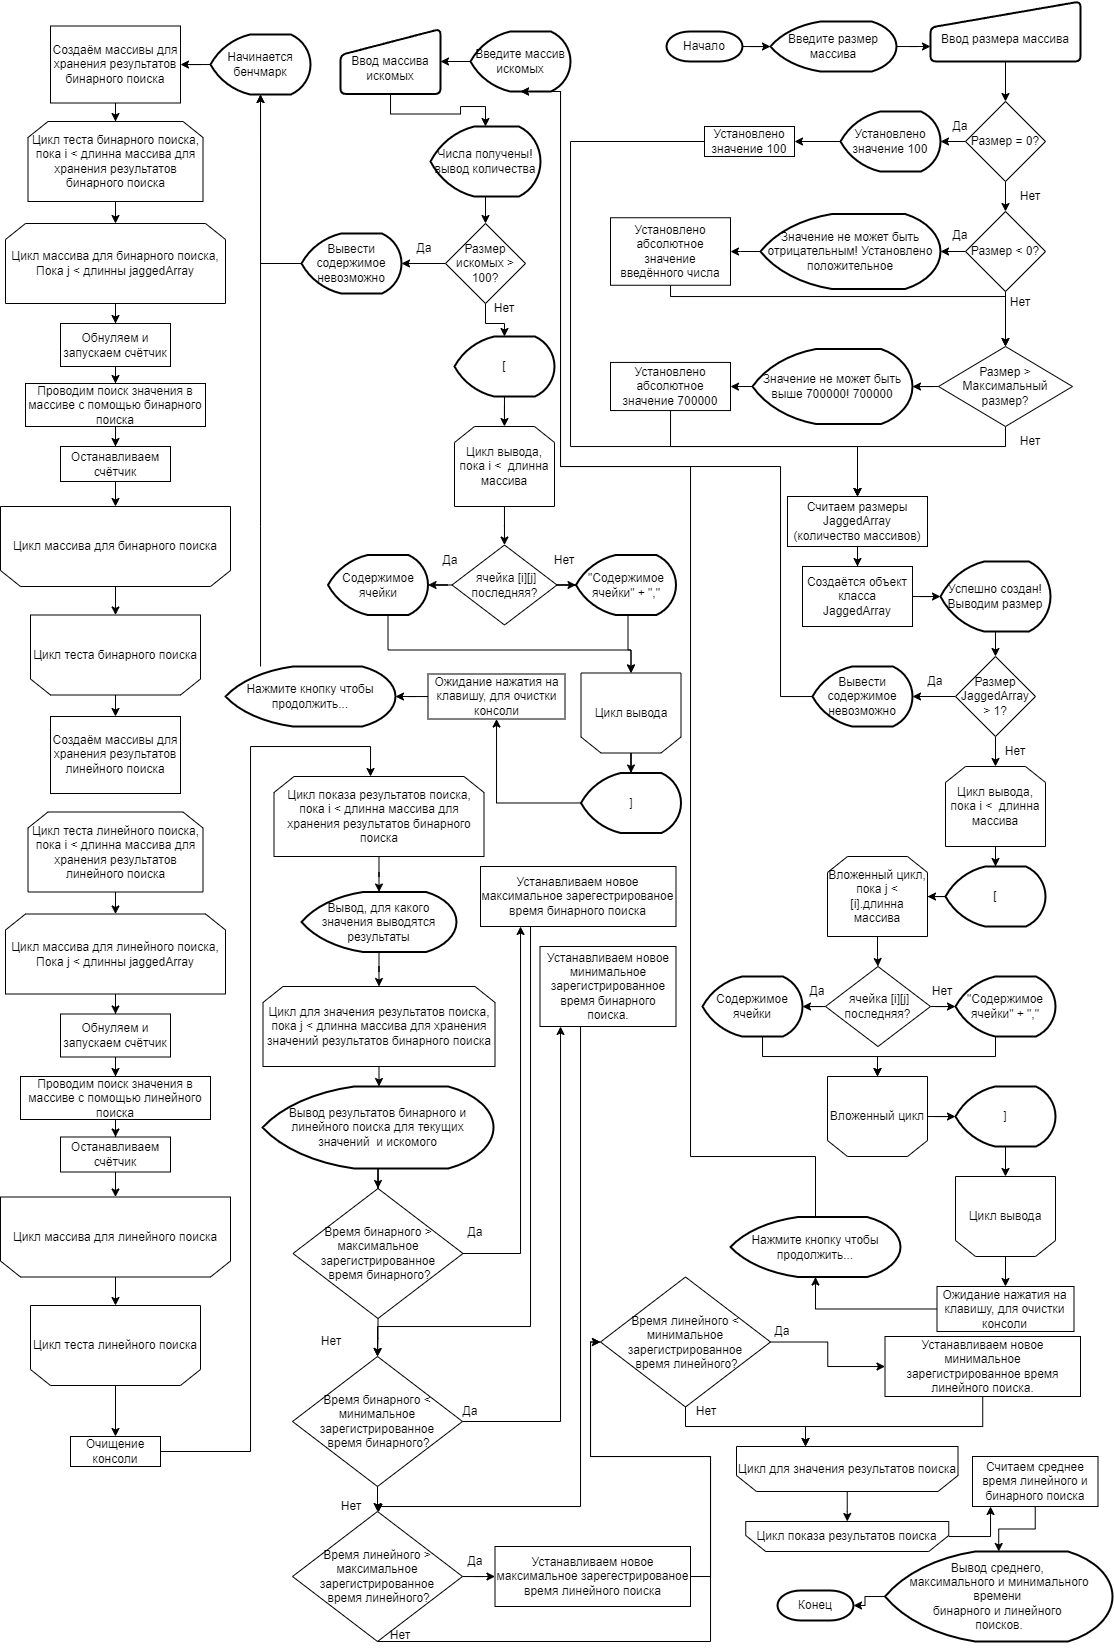 Начало
Введите размер
массива
Ввод размера массива
Размер = 0?
Да
Установлено
значение 100
Установлено
значение 100
Нет
Размер < 0?
Да
Значение не может быть
отрицательным! Установлено
положительное
Установлено
абсолютное
значение
введённого числа
Нет
Размер >
Максимальный
размер?
Значение не может быть
выше 700000! 700000
Установлено
абсолютное
значение 700000
Нет
Считаем размеры
JaggedArray
(количество массивов)
Создаётся объект
класса
JaggedArray
Успешно создан!
Выводим размер
Размер
JaggedArray
> 1?
Да
Вывести
содержимое
невозможно
Нет
Цикл вывода,
пока i < длинна
массива
[
Вложенный цикл,
пока j <
[i].длинна
массива
ячейка [i][j]
последняя?
Да
Содержимое
ячейки
Нет
"Содержимое
ячейки" + ","
Вложенный цикл
]
Цикл вывода
Ожидание нажатия на
клавишу, для очистки
консоли
Нажмите кнопку чтобы
продолжить...
Введите массив
искомых
Ввод массива
искомых
Числа получены!
вывод количества
Размер
искомых >
100?
Да
Вывести
содержимое
невозможно
Нет
[
Цикл вывода,
пока i < длинна
массива
ячейка [i][j]
последняя?
Да
Содержимое
ячейки
Нет
"Содержимое
ячейки" + ","
Цикл вывода
]
Ожидание нажатия на
клавишу, для очистки
консоли
Нажмите кнопку чтобы
продолжить...
Начинается
бенчмарк
Создаём массивы для
хранения результатов
бинарного поиска
Цикл теста бинарного поиска,
пока i < длинна массива для
хранения результатов
бинарного поиска
Цикл массива для бинарного поиска,
Пока j < длинны jaggedArray
Обнуляем и
запускаем счётчик
Проводим поиск значения в
массиве с помощью бинарного
поиска
Останавливаем
счётчик
Цикл массива для бинарного поиска
Цикл теста бинарного поиска
Создаём массивы для
хранения результатов
линейного поиска
Цикл теста линейного поиска,
пока i < длинна массива для
хранения результатов
линейного поиска
Цикл массива для линейного поиска,
Пока j < длинны jaggedArray
Обнуляем и
запускаем счётчик
Проводим поиск значения в
массиве с помощью линейного
поиска
Останавливаем
счётчик
Цикл массива для линейного поиска
Цикл теста линейного поиска
Очищение
консоли
Цикл показа результатов поиска,
пока i < длинна массива для
хранения результатов бинарного
поиска
Вывод, для какого
значения выводятся
результаты
Цикл для значения результатов поиска,
пока j < длинна массива для хранения
значений результатов бинарного поиска
Вывод результатов бинарного и
линейного поиска для текущих
значений и искомого
Время бинарного >
максимальное
зарегистрированное
время бинарного?
Да
Устанавливаем новое
максимальное зарегестрированое
время бинарного поиска
Нет
Время бинарного <
минимальное
зарегистрированное
время бинарного?
Да
Устанавливаем новое
минимальное
зарегистрированное
время бинарного
поиска.
Нет
Время линейного >
максимальное
зарегистрированное
время линейного?
Да
Устанавливаем новое
максимальное зарегестрированое
время линейного поиска
Нет
Время линейного <
минимальное
зарегистрированное
время линейного?
Да
Устанавливаем новое
минимальное
зарегистрированное время
линейного поиска.
Нет
Цикл для значения результатов поиска
Цикл показа результатов поиска
Считаем среднее
время линейного и
бинарного поиска
Вывод среднего,
максимального и минимального
времени
бинарного и линейного
поисков.
Конец